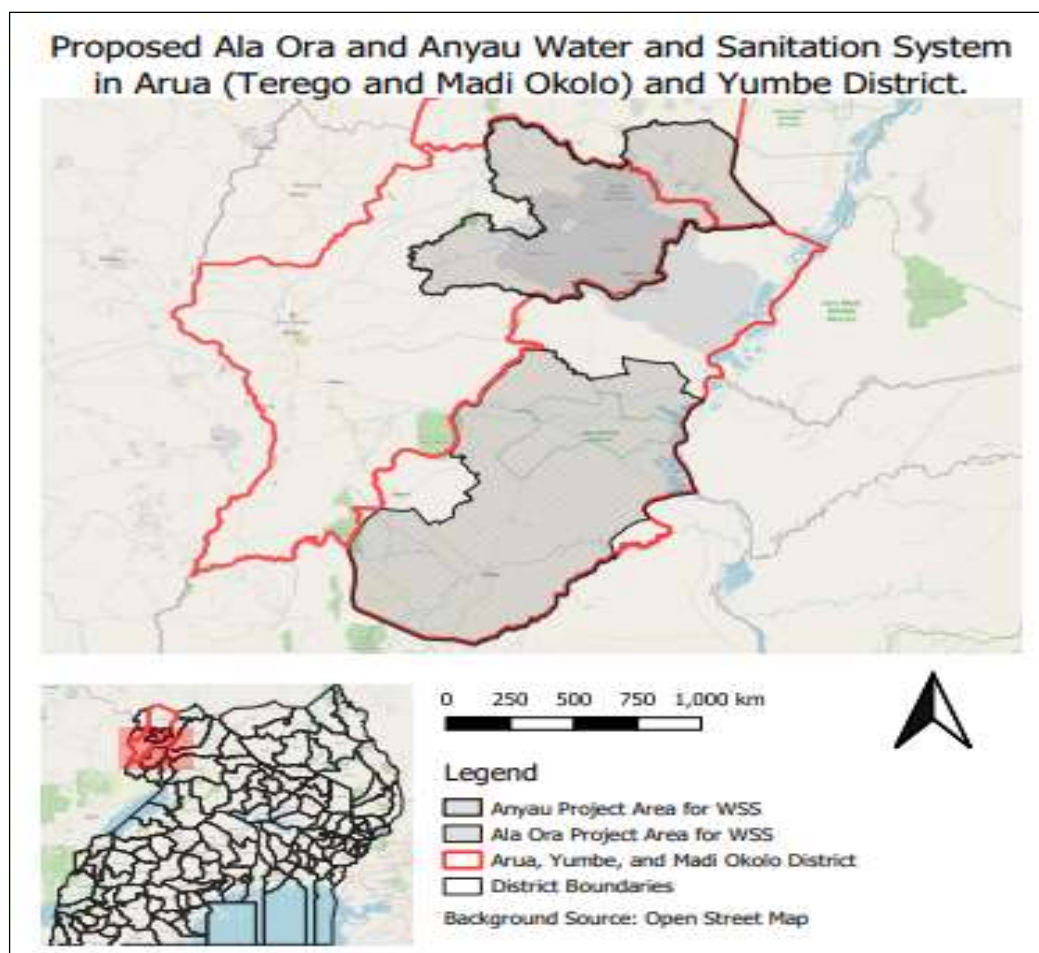 Proposed Ala Ora and Anyau Water and Sanitation System
in Arua (Terego and Madi Okolo) and Yumbe District.
0 250 500 750 1,000 km
Legend
Anyau Project Area for WSS
Ala Ora Project Area for WSS
Arua, Yumbe, and Madi Okolo District
District Boundaries
Background Source: Open Street Map